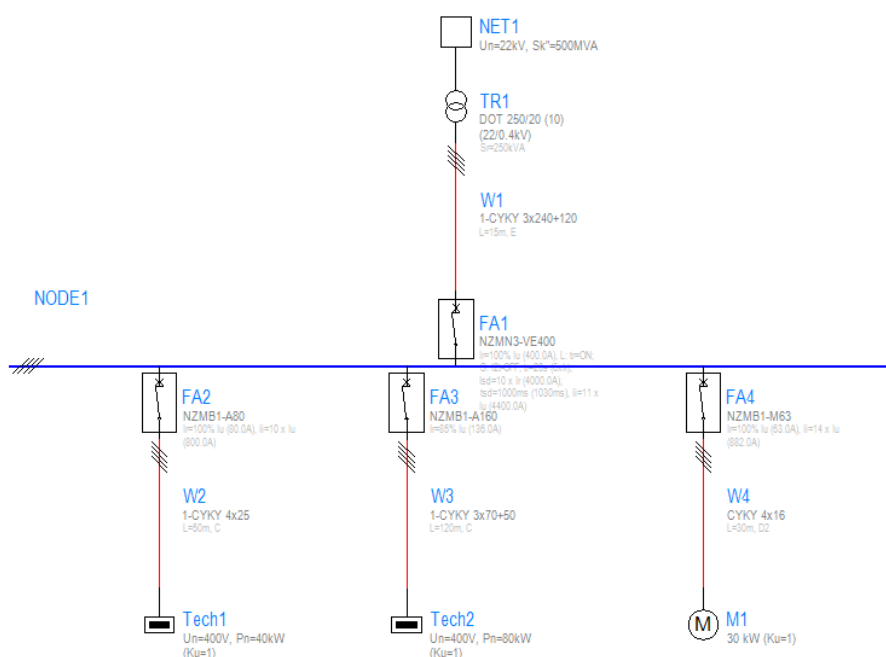 NET1
Un=22kV, Sk"=500MVA
TR1
DOT 250/20 (10)
(22/0.4kV)
Sr=250kVA
W1
1-CYKY 3x240+120
L=15m, E
NODE1
FA1
NZMN3-VE400
Ir=100% Iu (400.0A), L: tr=ON;
Isd=10 x Ir (4000.0A),
tsd=1000ms (1030ms), Ii=11 x
Iu (4400.0A)
FA2
NZMB1-A80
Ir=100% Iu (80.0A), Ii=10 x Iu
(800.0A)
FA3
NZMB1-A160
Ir=85% Iu (136.0A)
FA4
NZMB1-M63
Ir=100% Iu (63.0A), Ii=14 x Iu
(882.0A)
W2
1-CYKY 4x25
L=50m, C
W3
1-CYKY 3x70+50
L=120m, C
W4
CYKY 4x16
L=30m, D2
Tech1
Un=400V, Pn=40kW
(Ku=1)
Tech2
Un=400V, Pn=80kW
(Ku=1)
M
M1
30 kW (Ku=1)